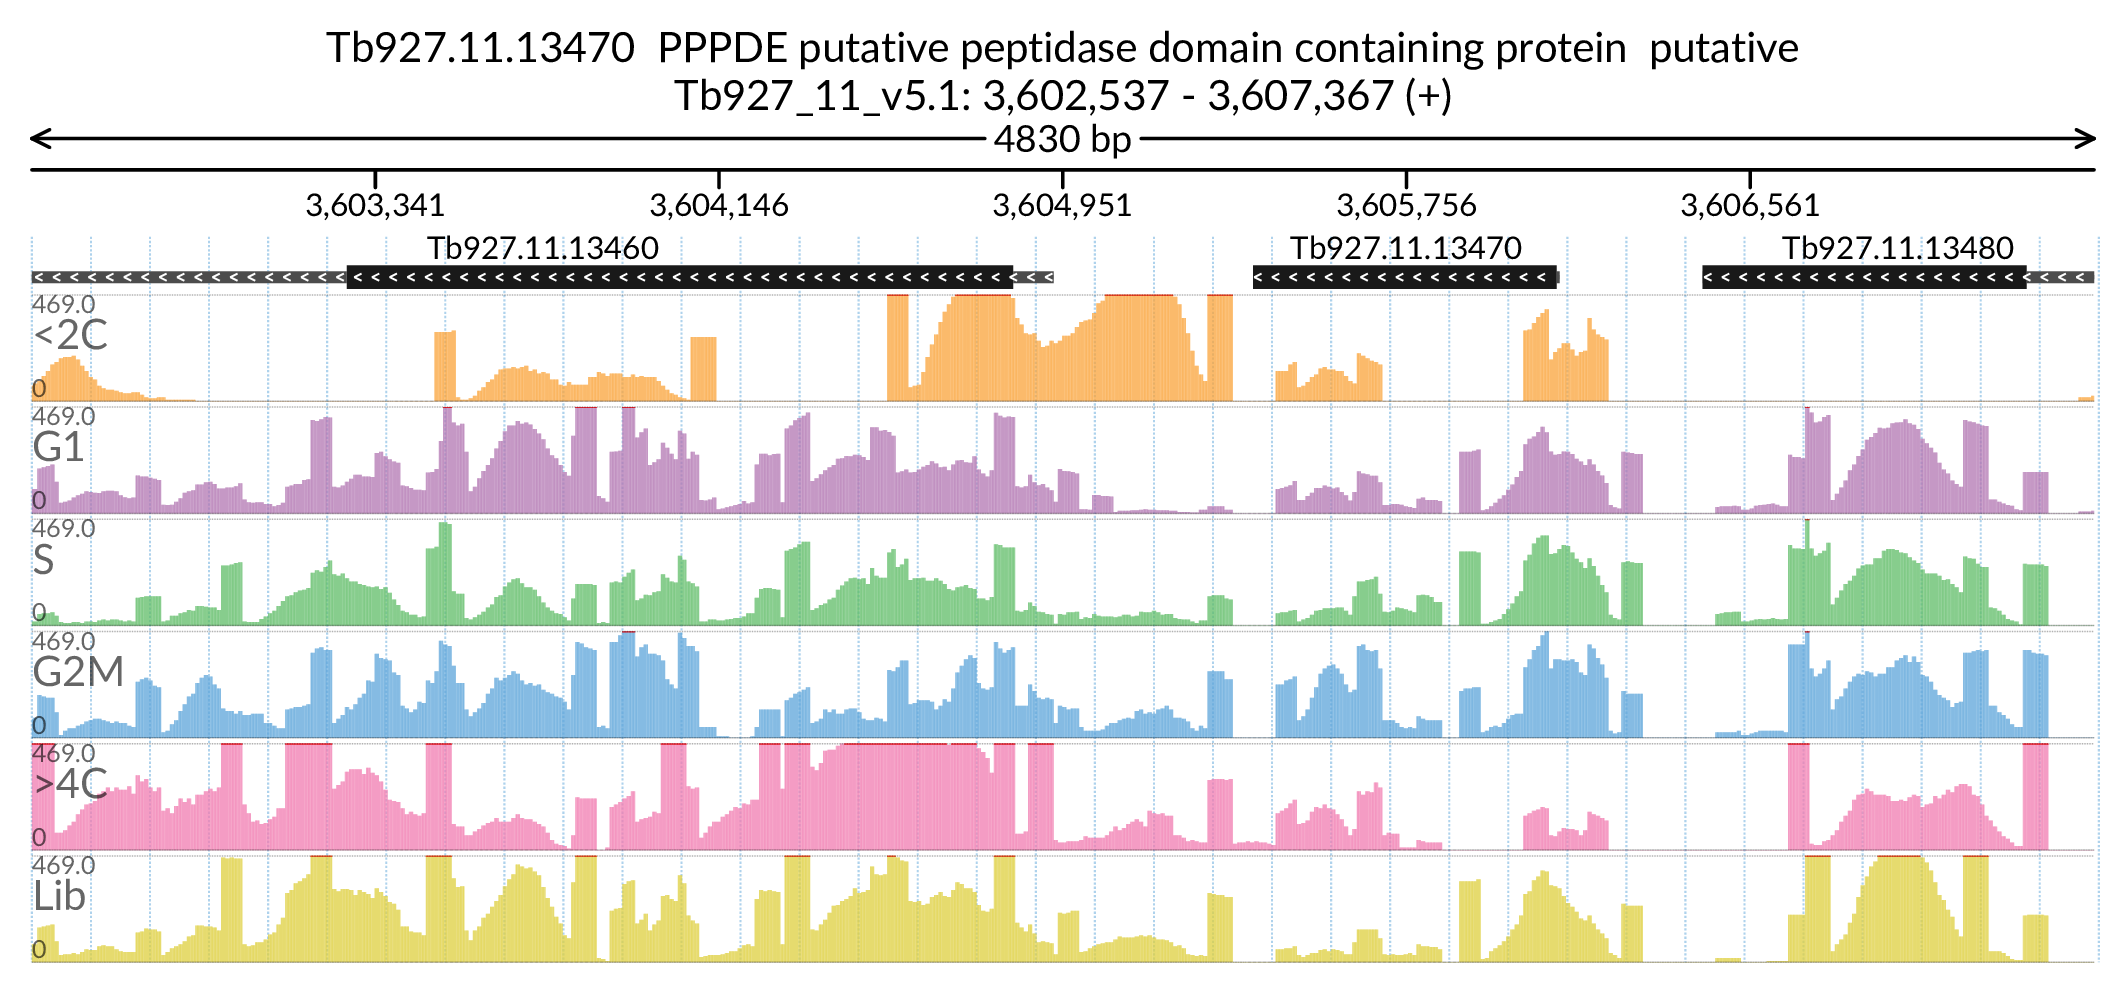 Tb927.11.13470  PPPDE putative peptidase domain containing protein  putative
Tb927_11_v5.1: 3,602,537 - 3,607,367 (+)
4830 bp
3,603,341 3,604,146 3,604,951 3,605,756 3,606,561
Tb927.11.13460 Tb927.11.13470 Tb927.11.13480
469.0
<2C
0
469.0
G1
0
469.0
S
0
469.0
G2M
0
469.0
>4C
0
469.0
Lib
0